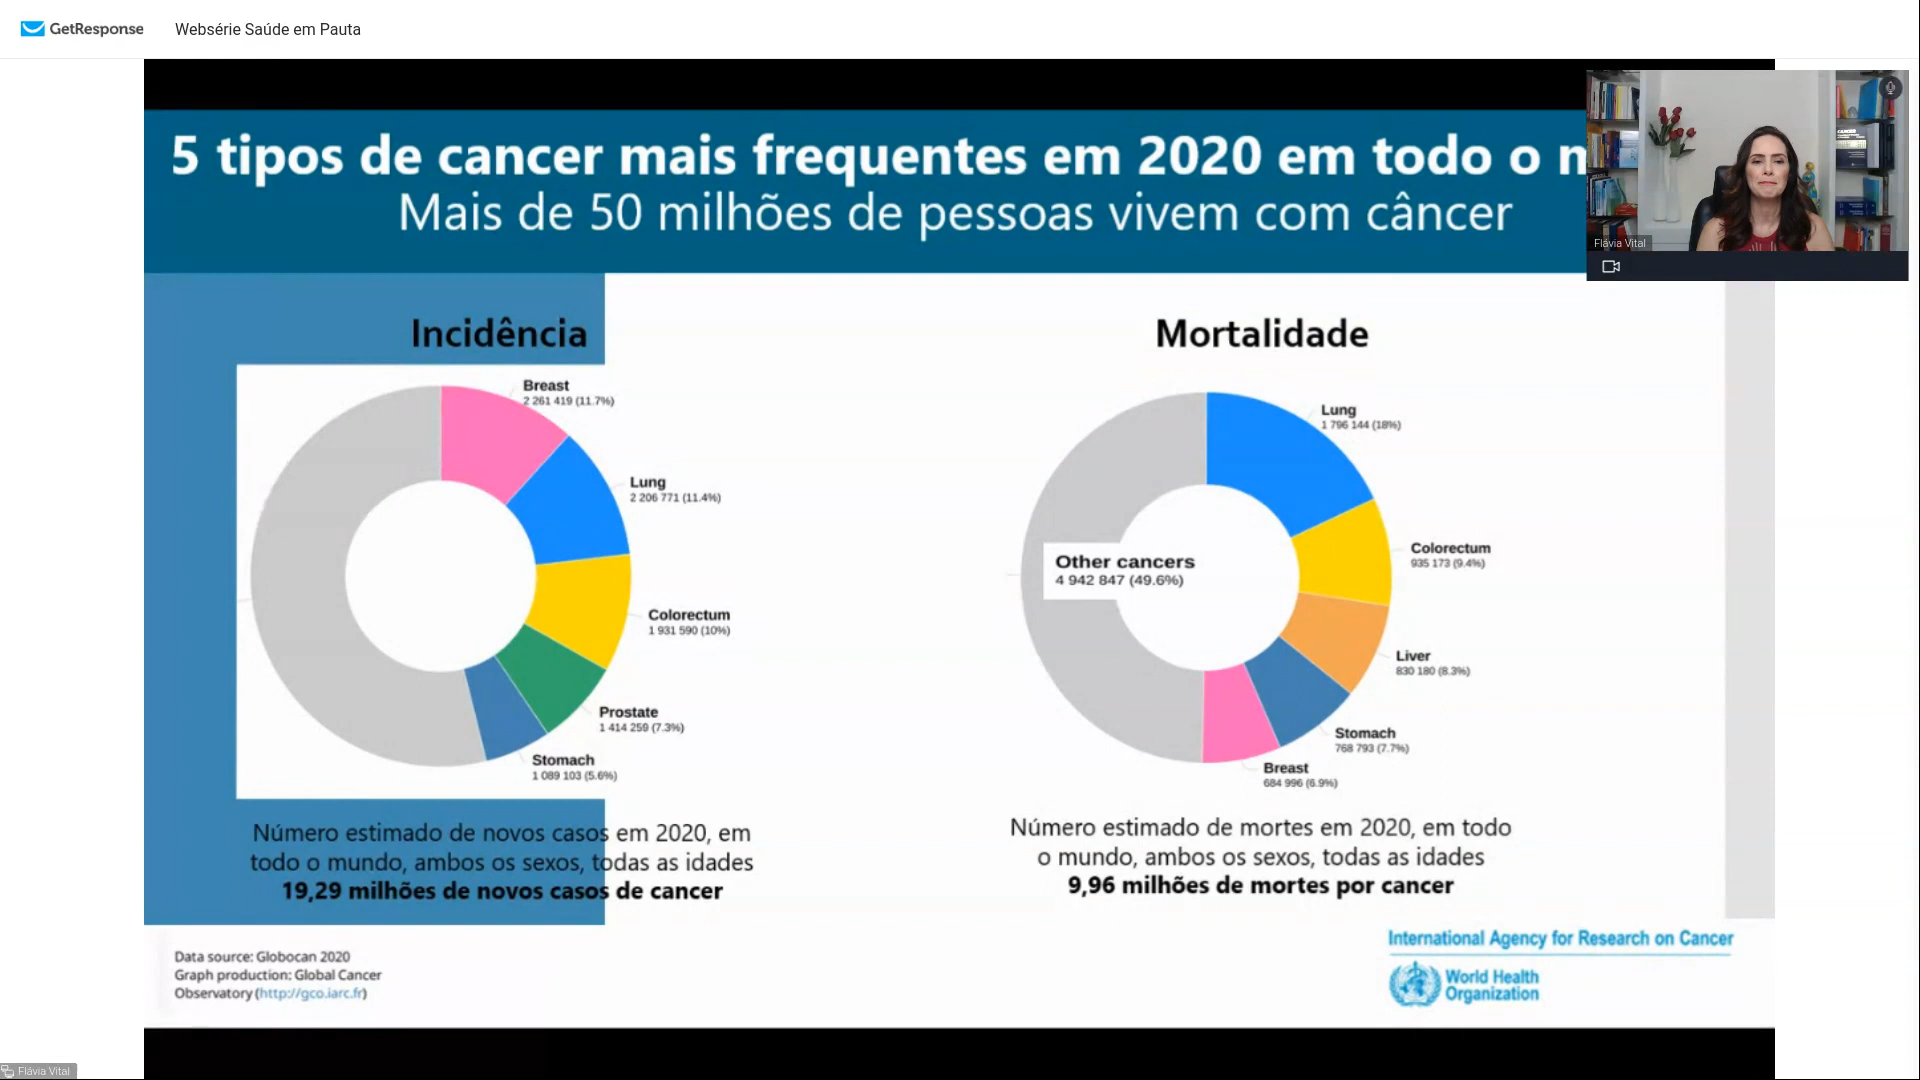 GetResponse
Websérie Saúde em Pauta
5 tipos de cancer mais frequentes em 2020 em todo o
Mais de 50 milhões de pessoas vivem com câncer
Flávia Vital
Incidência
Breast
2 261 419 (11.7%)
Lung
2 206 771 (11.4%)
Colorectum
1 931 590 (10%)
Prostate
1 414 259 (7.3%)
Stomach
1 089 103 (5.6%)
Número estimado de novos casos em 2020, em
todo o mundo, ambos os sexos, todas as idades
19,29 milhões de novos casos de cancer
Mortalidade
Lung
1 796 144 (18%)
Colorectum
935 173 (9.4%)
Other cancers
4 942 847 (49.6%)
Liver
830 180 (8.3%)
Stomach
768 793 (7.7%)
Breast
684 996 (6.9%)
Número estimado de mortes em 2020, em todo
o mundo, ambos os sexos, todas as idades
9,96 milhões de mortes por cancer
Data source: Globocan 2020
Graph production: Global Cancer
Observatory (http://gco.iarc.fr)
International Agency for Research on Cancer
World Health
Organization
Flávia Vital